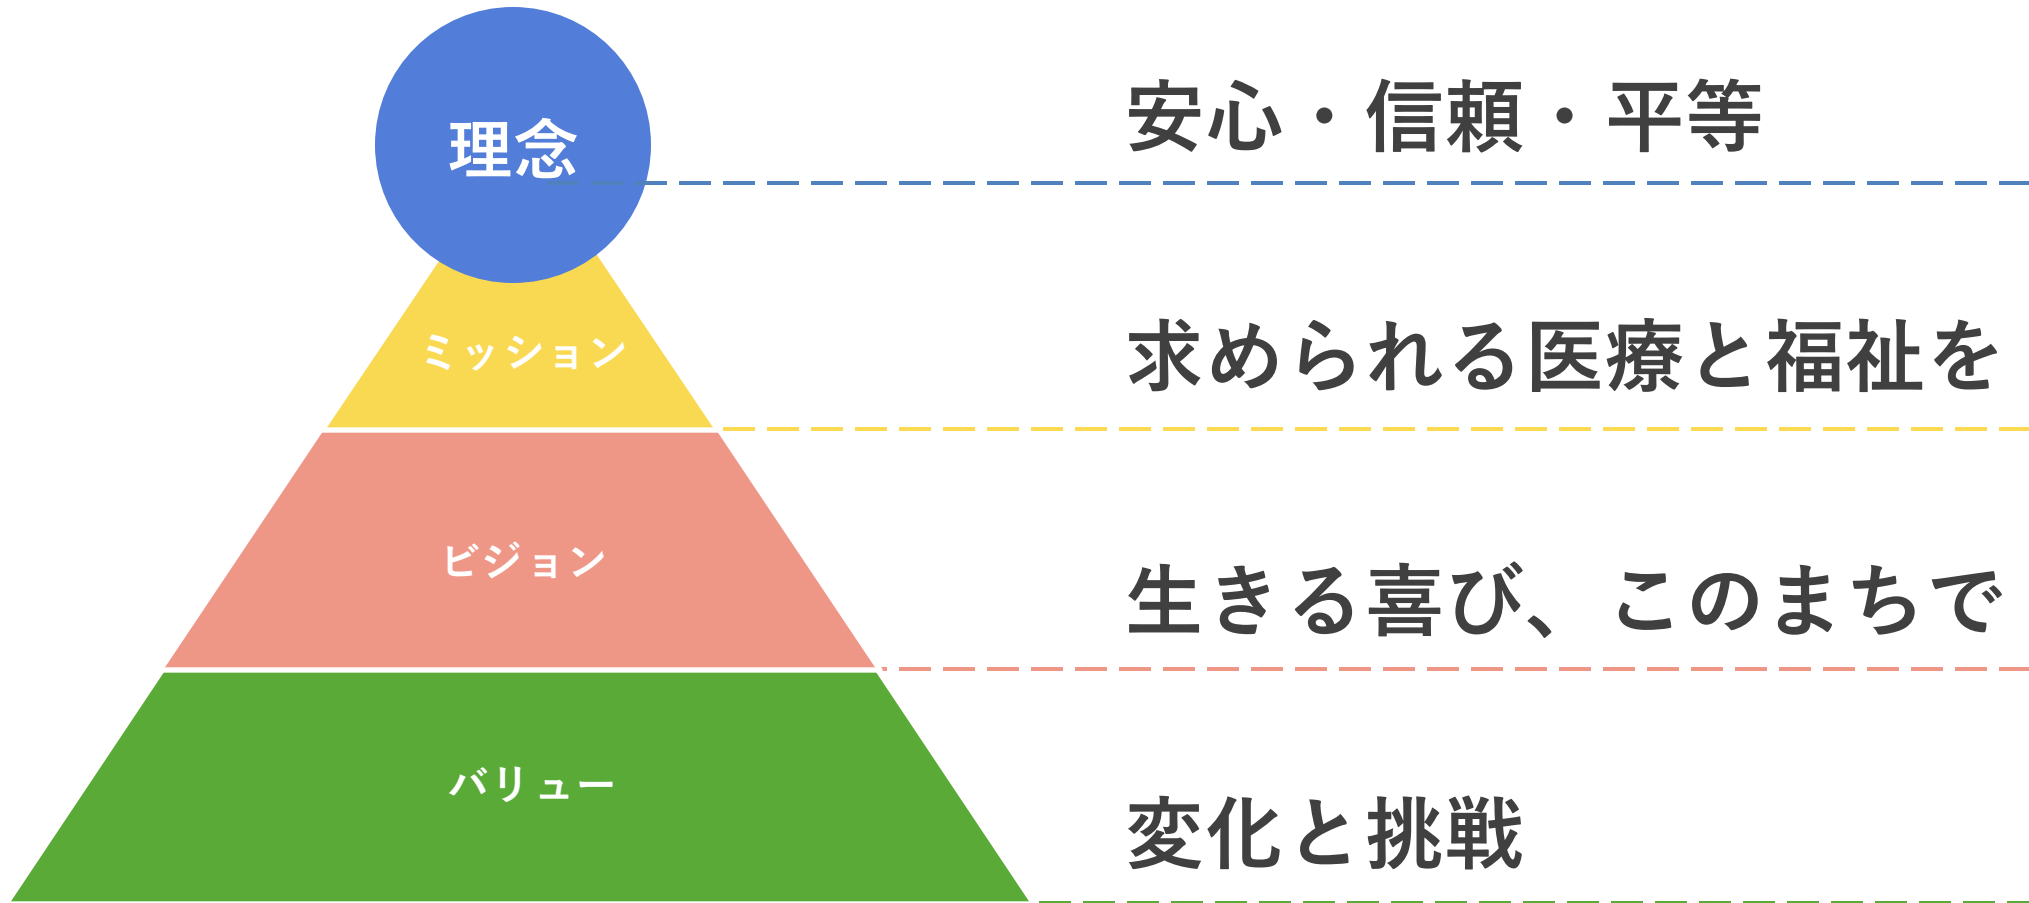 理念
安心・信頼・平等
ミッション
求められる医療と福祉を
ビジョン
生きる喜び、このまちで
バリュー
変化と挑戦